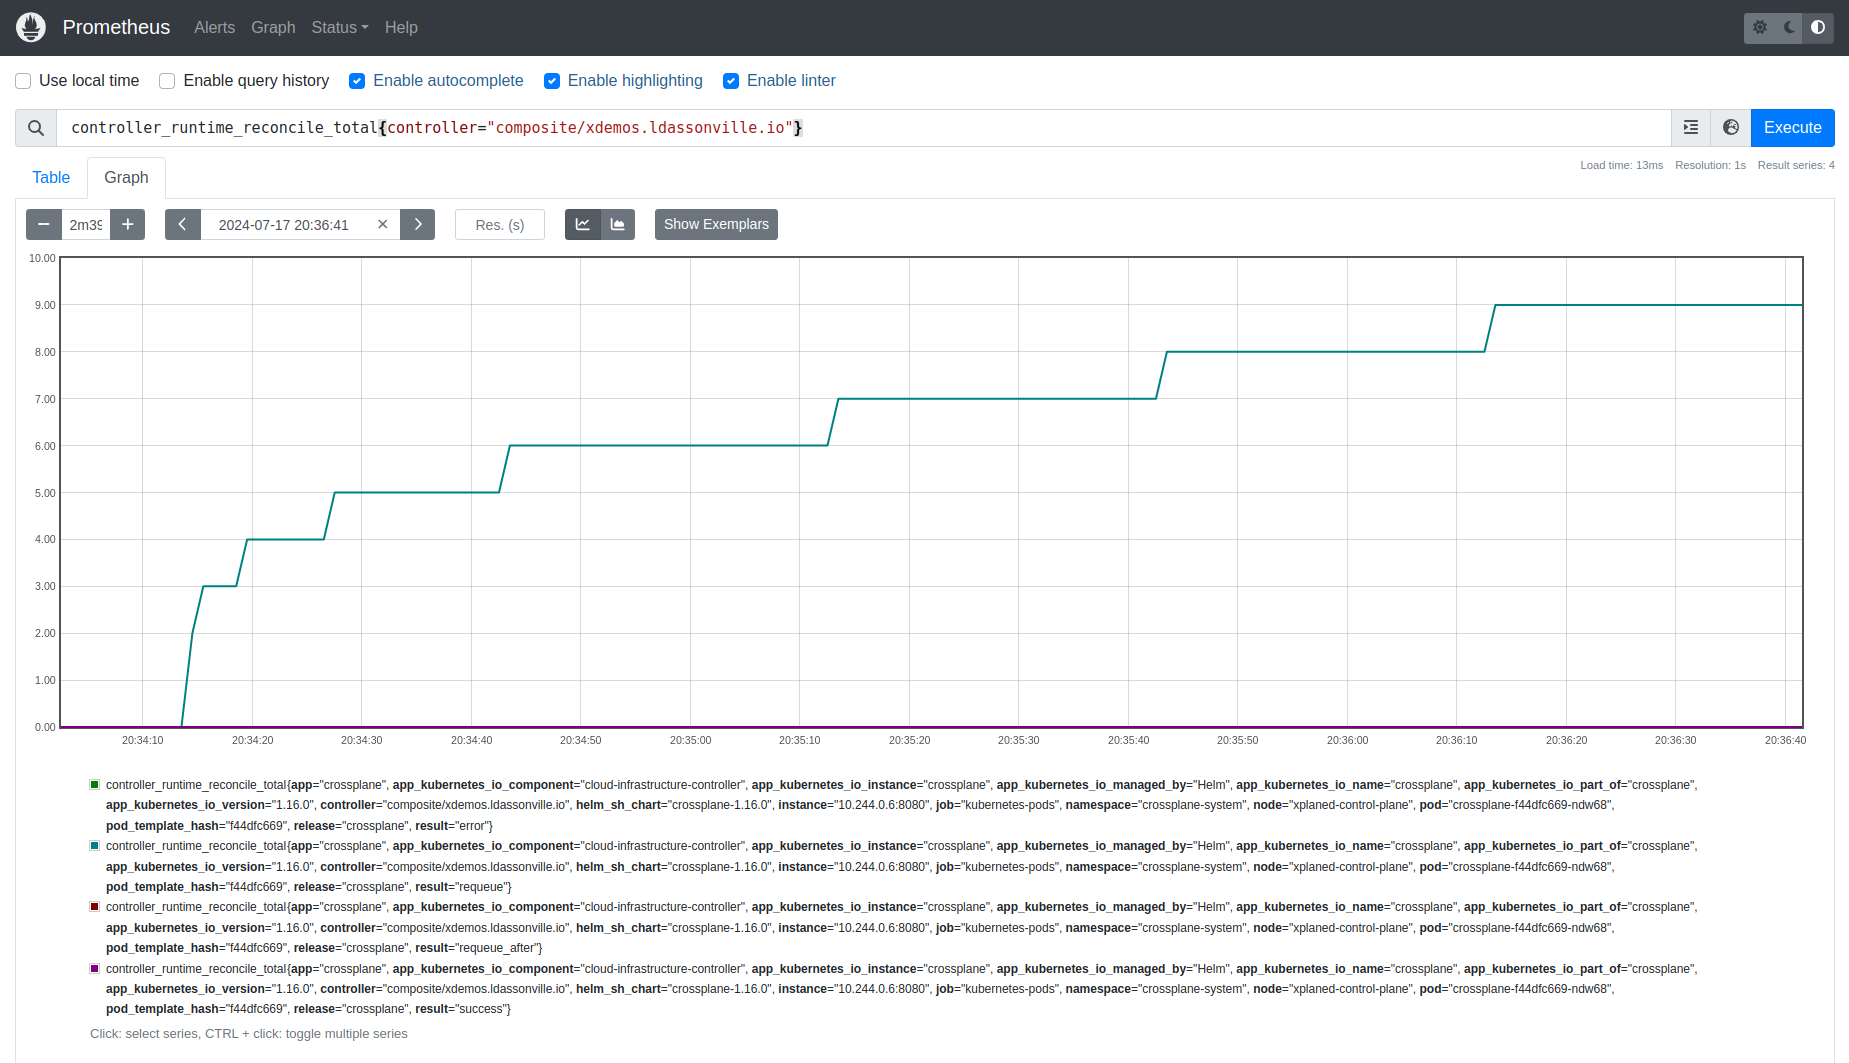 Prometheus Alerts Graph Status Help
Use local time Enable query history Enable autocomplete Enable highlighting Enable linter
controller_runtime_reconcile_total{controller="composite/xdemos.ldassonville.io"} Execute
Load time: 13ms Resolution: 1s Result series: 4
Table Graph
2m39 2024-07-17 20:36:41 Res. (s) Show Exemplars
10.00
9.00
8.00
7.00
6.00
5.00
4.00
3.00
2.00
1.00
0.00
20:34:10 20:34:20 20:34:30 20:34:40 20:34:50 20:35:00 20:35:10 20:35:20 20:35:30 20:35:40 20:35:50 20:36:00 20:36:10 20:36:20 20:36:30 20:36:40
controller_runtime_reconcile_total{app="crossplane", app_kubernetes_io_component="cloud-infrastructure-controller", app_kubernetes_io_instance="crossplane", app_kubernetes_io_managed_by="Helm", app_kubernetes_io_name="crossplane", app_kubernetes_io_part_of="crossplane",
app_kubernetes_io_version="1.16.0", controller="composite/xdemos.ldassonville.io", helm_sh_chart="crossplane-1.16.0", instance="10.244.0.6:8080", job="kubernetes-pods", namespace="crossplane-system", node="xplaned-control-plane", pod="crossplane-f44dfc669-ndw68",
pod_template_hash="f44dfc669", release="crossplane", result="error"}
controller_runtime_reconcile_total{app="crossplane", app_kubernetes_io_component="cloud-infrastructure-controller", app_kubernetes_io_instance="crossplane", app_kubernetes_io_managed_by="Helm", app_kubernetes_io_name="crossplane", app_kubernetes_io_part_of="crossplane",
app_kubernetes_io_version="1.16.0", controller="composite/xdemos.ldassonville.io", helm_sh_chart="crossplane-1.16.0", instance="10.244.0.6:8080", job="kubernetes-pods", namespace="crossplane-system", node="xplaned-control-plane", pod="crossplane-f44dfc669-ndw68",
pod_template_hash="f44dfc669", release="crossplane", result="requeue"}
controller_runtime_reconcile_total{app="crossplane", app_kubernetes_io_component="cloud-infrastructure-controller", app_kubernetes_io_instance="crossplane", app_kubernetes_io_managed_by="Helm", app_kubernetes_io_name="crossplane", app_kubernetes_io_part_of="crossplane",
app_kubernetes_io_version="1.16.0", controller="composite/xdemos.ldassonville.io", helm_sh_chart="crossplane-1.16.0", instance="10.244.0.6:8080", job="kubernetes-pods", namespace="crossplane-system", node="xplaned-control-plane", pod="crossplane-f44dfc669-ndw68",
pod_template_hash="f44dfc669", release="crossplane", result="requeue_after"}
controller_runtime_reconcile_total{app="crossplane", app_kubernetes_io_component="cloud-infrastructure-controller", app_kubernetes_io_instance="crossplane", app_kubernetes_io_managed_by="Helm", app_kubernetes_io_name="crossplane", app_kubernetes_io_part_of="crossplane",
app_kubernetes_io_version="1.16.0", controller="composite/xdemos.ldassonville.io", helm_sh_chart="crossplane-1.16.0", instance="10.244.0.6:8080", job="kubernetes-pods", namespace="crossplane-system", node="xplaned-control-plane", pod="crossplane-f44dfc669-ndw68",
pod_template_hash="f44dfc669", release="crossplane", result="success"}
Click: select series, CTRL + click: toggle multiple series